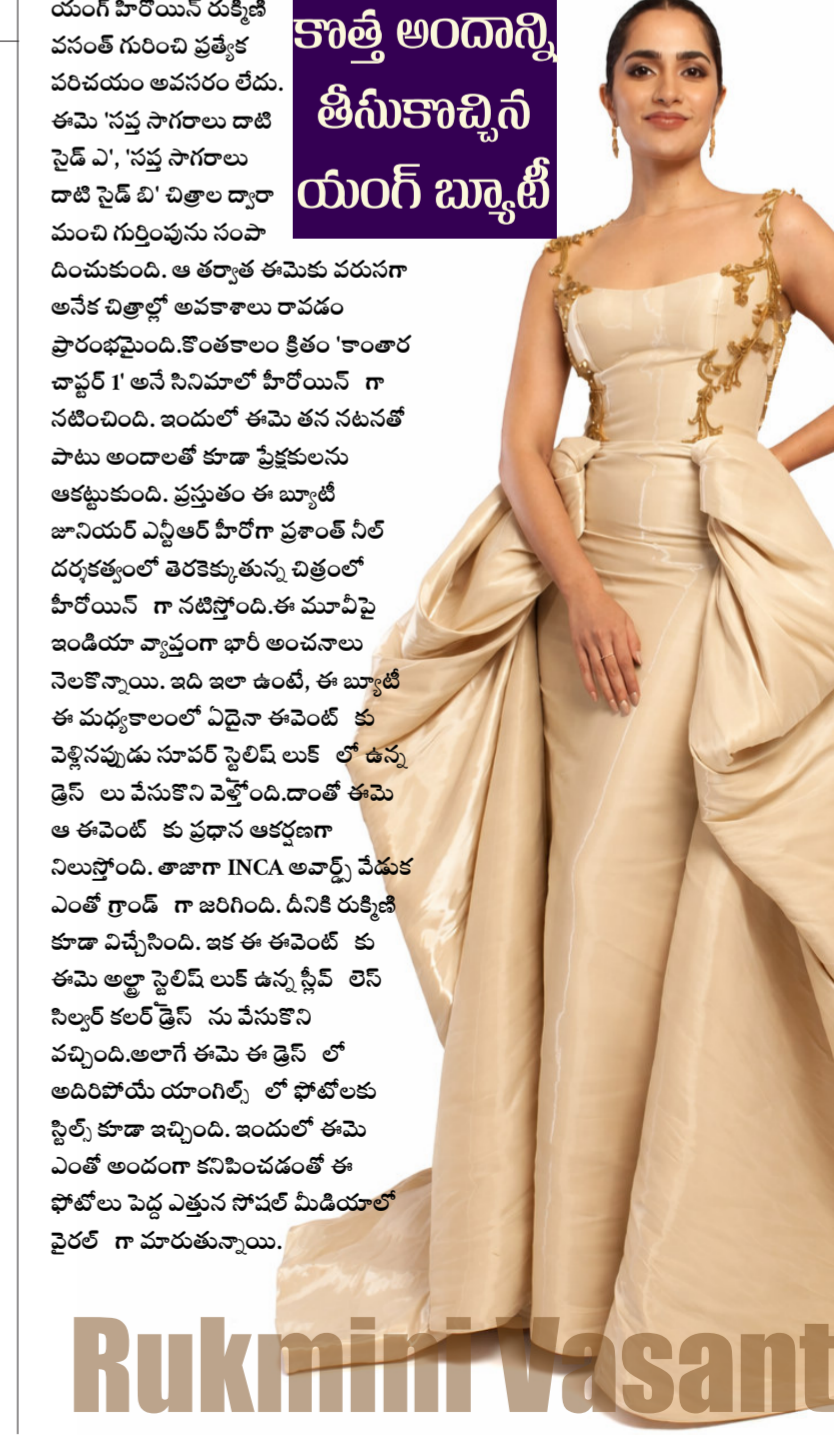 యంగ్ హీరోయిన్ రుక్మిణి
వసంత్ గురించి ప్రత్యేక
పరిచయం అవసరం లేదు.
ఈమె 'సప్త సాగరాలు దాటి
సైడ్ ఎ', 'సప్త సాగరాలు
దాటి సైడ్ బి' చిత్రాల ద్వారా
మంచి గుర్తింపును సంపా
దించుకుంది. ఆ తర్వాత ఈమెకు వరుసగా
అనేక చిత్రాల్లో అవకాశాలు రావడం
ప్రారంభమైంది.కొంతకాలం క్రితం 'కాంతార
చాప్టర్ 1' అనే సినిమాలో హీరోయిన్ గా
నటించింది. ఇందులో ఈమె తన నటనతో
పాటు అందాలతో కూడా ప్రేక్షకులను
ఆకట్టుకుంది. ప్రస్తుతం ఈ బ్యూటీ
జూనియర్ ఎన్టీఆర్ హీరోగా ప్రశాంత్ నీల్
దర్శకత్వంలో తెరకెక్కుతున్న చిత్రంలో
హీరోయిన్ గా నటిస్తోంది.ఈ మూవీపై
ఇండియా వ్యాప్తంగా భారీ అంచనాలు
నెలకొన్నాయి. ఇది ఇలా ఉంటే, ఈ బ్యూటీ
ఈ మధ్యకాలంలో ఏదైనా ఈవెంట్ కు
వెళ్లినప్పుడు సూపర్ స్టైలిష్ లుక్ లో ఉన్న
డ్రెస్ లు వేసుకొని వెళ్తోంది.దాంతో ఈమె
ఆ ఈవెంట్ కు ప్రధాన ఆకర్షణగా
నిలుస్తోంది. తాజాగా INCA అవార్డ్స్ వేడుక
ఎంతో గ్రాండ్ గా జరిగింది. దీనికి రుక్మిణి
కూడా విచ్చేసింది. ఇక ఈ ఈవెంట్ కు
ఈమె అల్ట్రా స్టైలిష్ లుక్ ఉన్న స్లీవ్ లెస్
సిల్వర్ కలర్ డ్రెస్ ను వేసుకొని
వచ్చింది.అలాగే ఈమె ఈ డ్రెస్ లో
అదిరిపోయే యాంగిల్స్ లో ఫోటోలకు
స్టిల్స్ కూడా ఇచ్చింది. ఇందులో ఈమె
ఎంతో అందంగా కనిపించడంతో ఈ
ఫోటోలు పెద్ద ఎత్తున సోషల్ మీడియాలో
వైరల్ గా మారుతున్నాయి.
కొత్త అందాన్ని
తీసుకొచ్చిన
యంగ్ బ్యూటీ
Rukmini Vasant